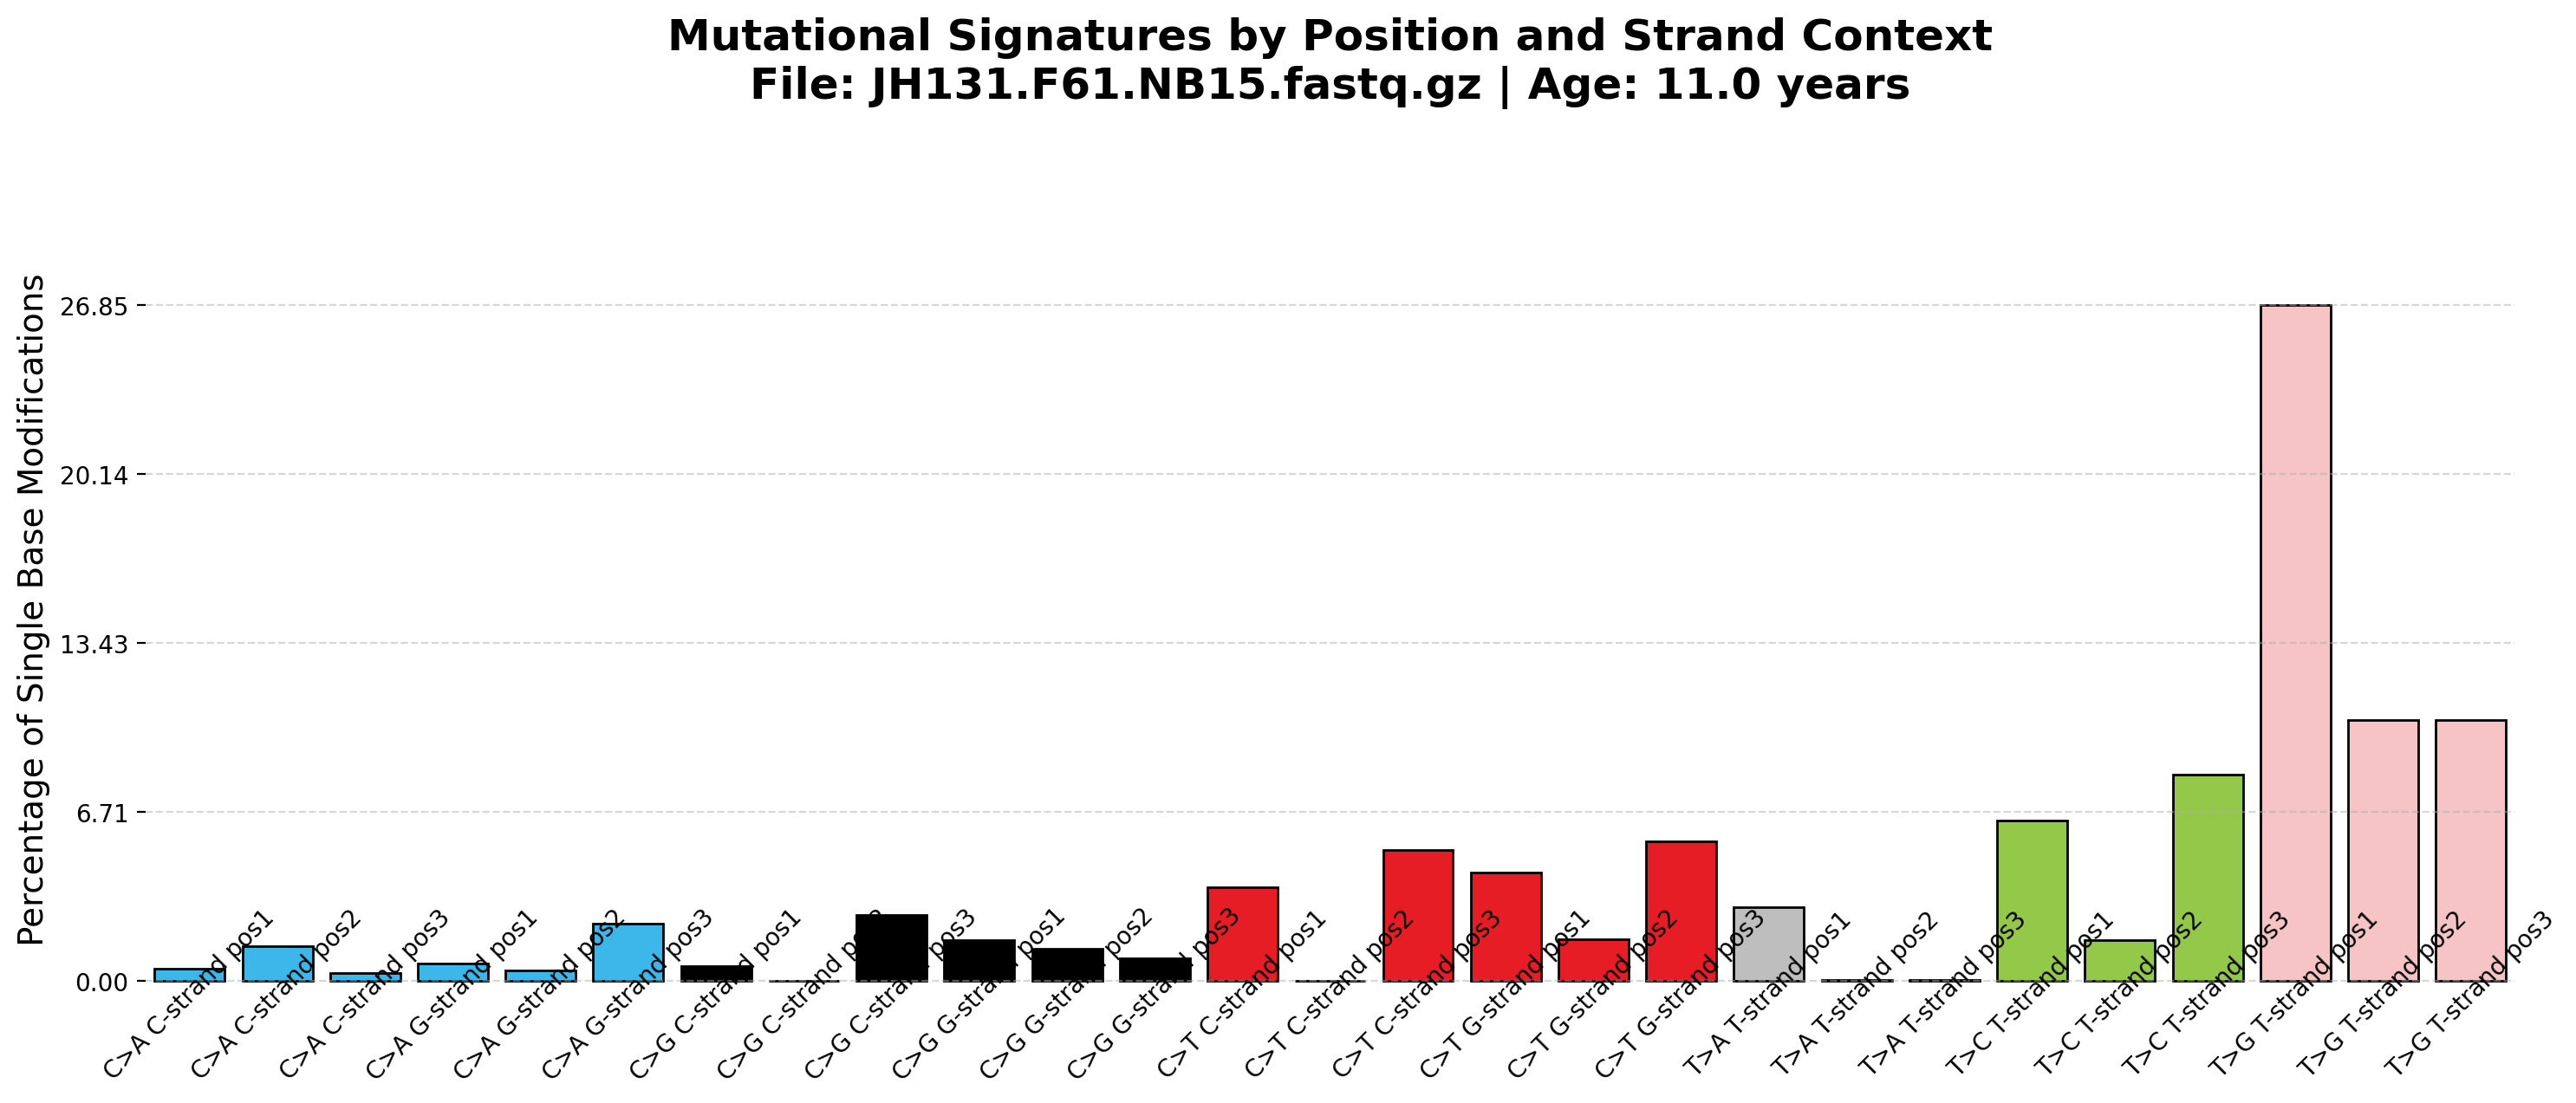 Mutational Signatures by Position and Strand Context
File: JH131.F61.NB15.fastq.gz | Age: 11.0 years
Percentage of Single Base Modifications
26.85
20.14
13.43
6.71
0.00
C>A C-strand pos1
C>A C-strand pos2
C>A C-strand pos3
C>A G-strand pos1
C>A G-strand pos2
C>A G-strand pos3
C>G C-strand pos1
C>G C-strand pos2
C>G C-strand pos3
C>G G-strand pos1
C>G G-strand pos2
C>G G-strand pos3
C>T C-strand pos1
C>T C-strand pos2
C>T C-strand pos3
C>T G-strand pos1
C>T G-strand pos2
C>T G-strand pos3
T>A T-strand pos1
T>A T-strand pos2
T>A T-strand pos3
T>C T-strand pos1
T>C T-strand pos2
T>C T-strand pos3
T>G T-strand pos1
T>G T-strand pos2
T>G T-strand pos3